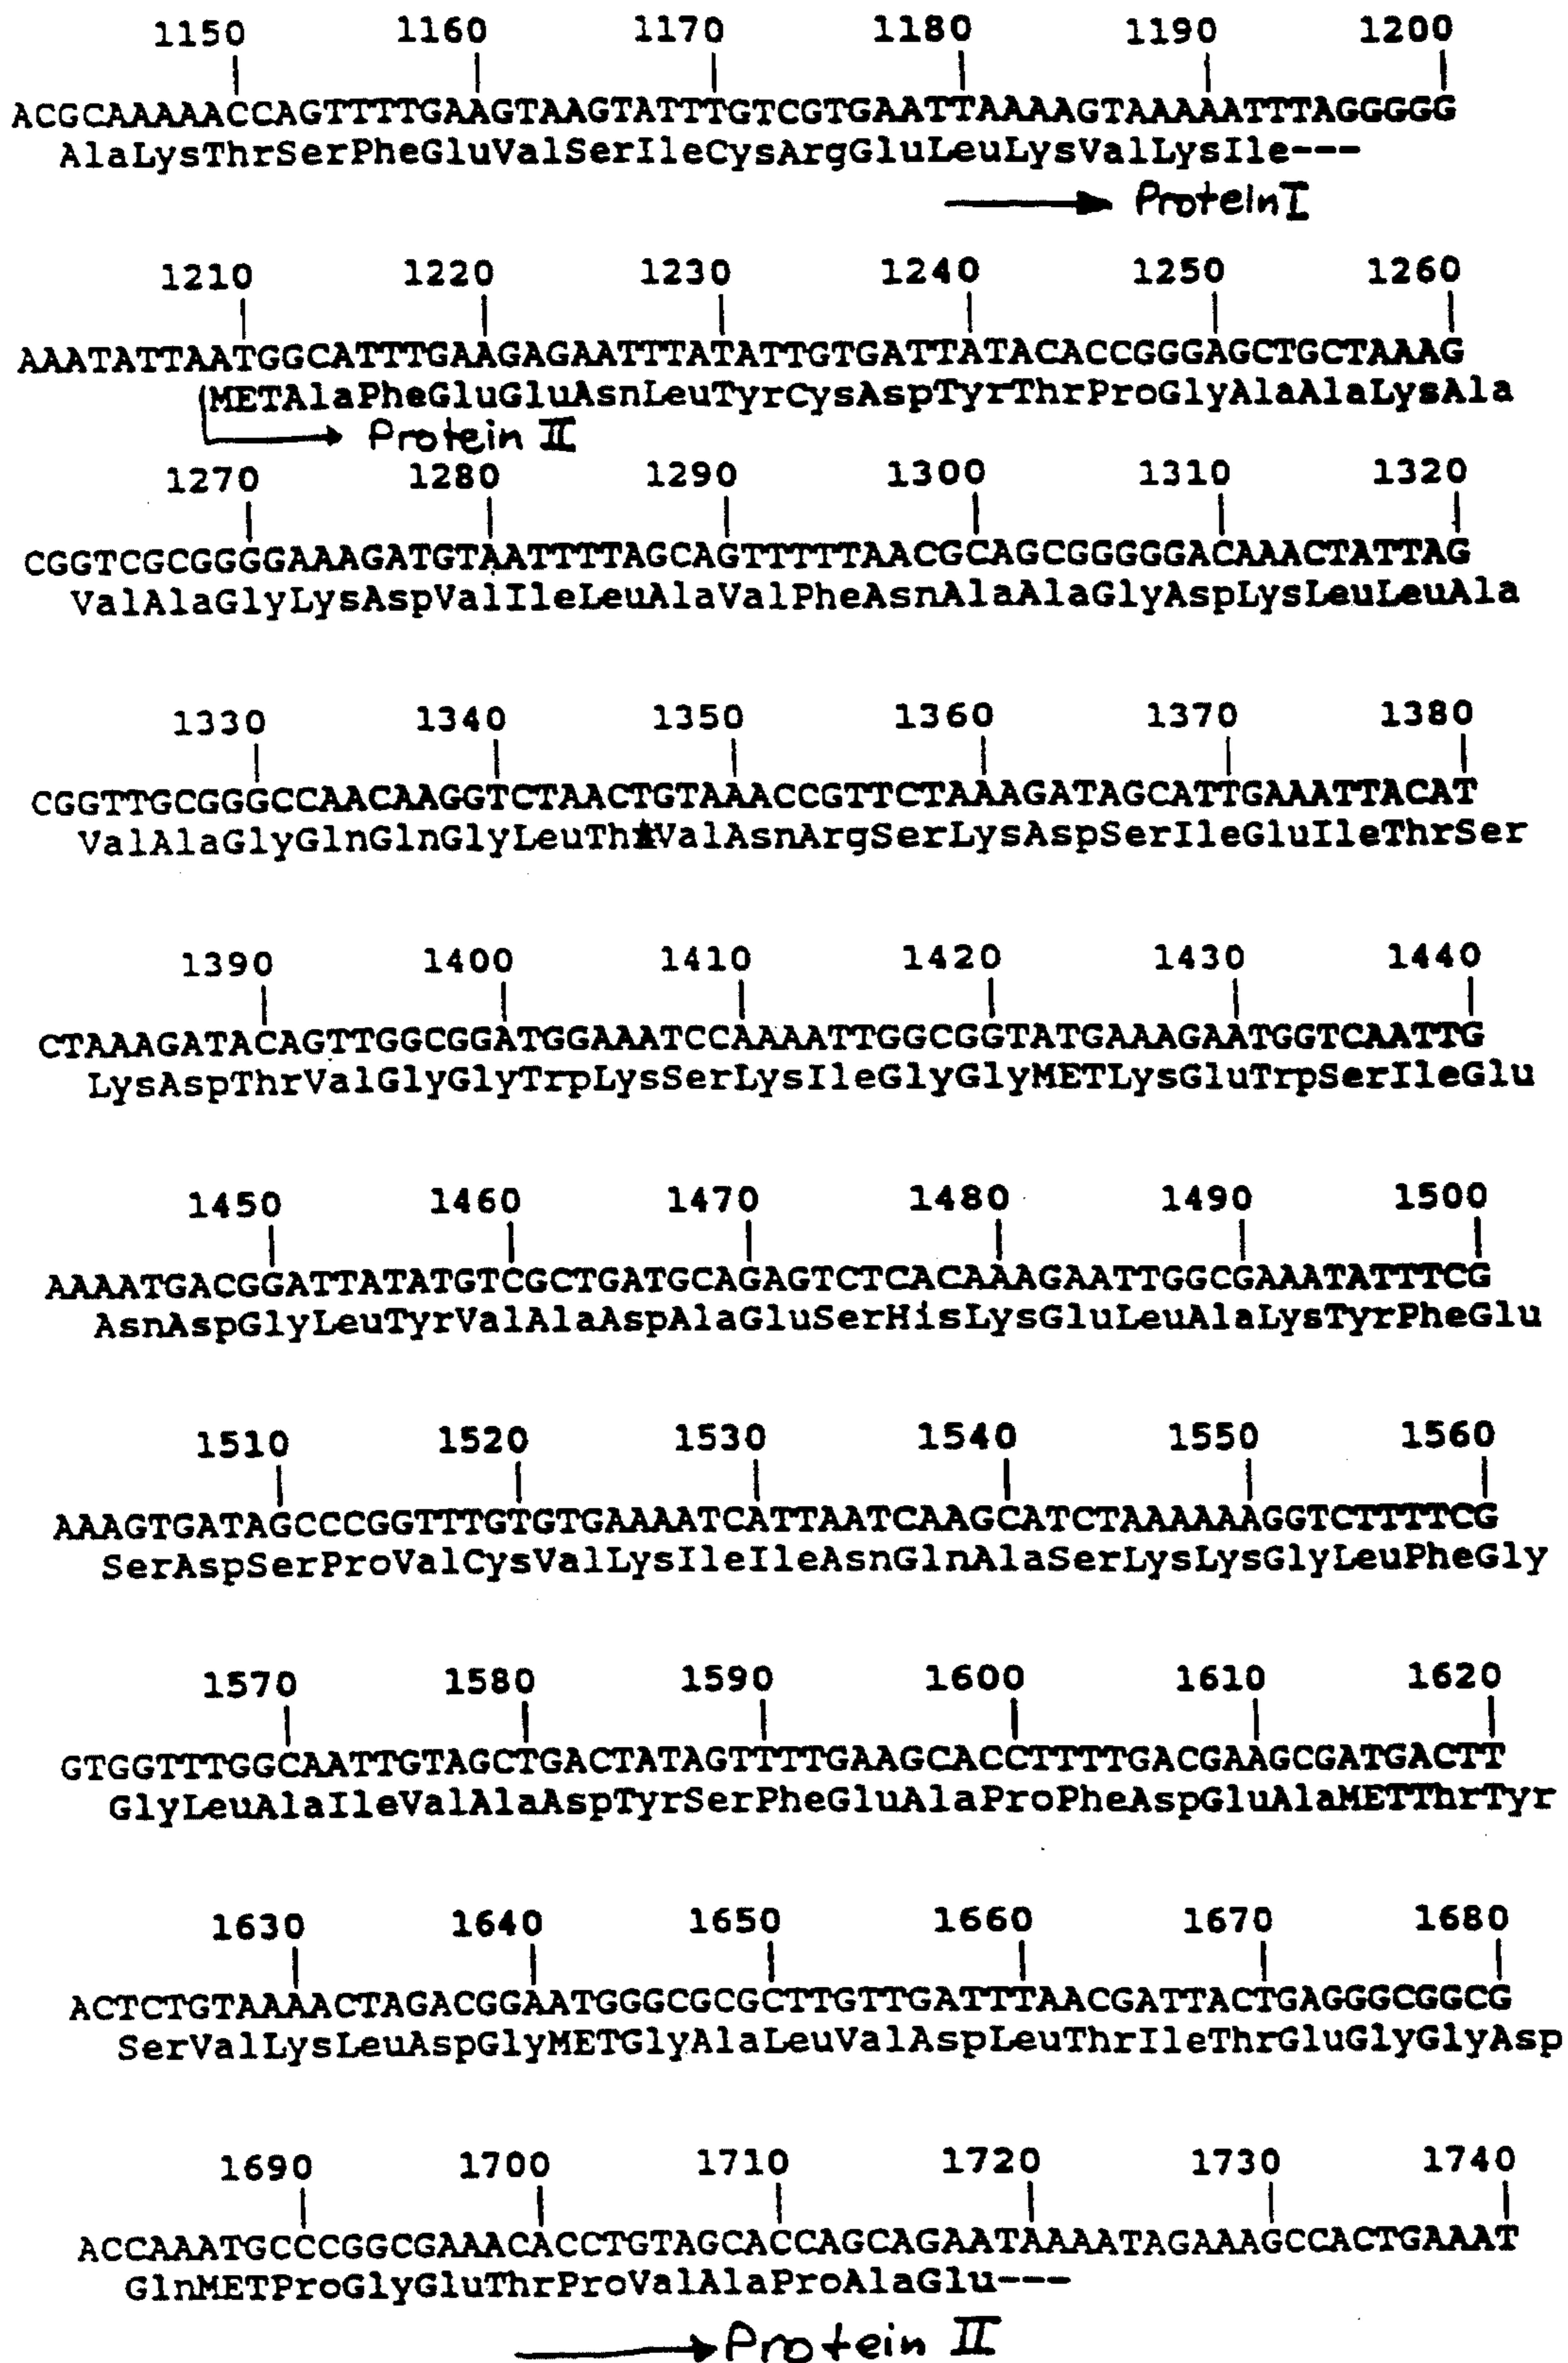 1150 1160 1170 1180 1190 1200
ACGCAAAAACCAGTTTTGAAGTAAGTATTTGTCGTGAATTAAAAGTAAAAATTTAGGGGG
AlaLysThrSerPheGluValSerIleCysArgGluLeuLysValLysIle---
Protein I
1210 1220 1230 1240 1250 1260
AAATATTAATGGCATTTGAAGAGAATTTATATTGTGATTATACACCGGGAGCTGCTAAAG
(METAlaPheGluGluAsnLeuTyrCysAspTyrThrProGlyAlaAlaLysAla
Protein II
1270 1280 1290 1300 1310 1320
CGGTCGCGGGGAAAGATGTAATTTTAGCAGTTTTTAACGCAGCGGGGGACAAACTATTAG
ValAlaGlyLysAspValIleLeuAlaValPheAsnAlaAlaGlyAspLysLeuLeuAla
1330 1340 1350 1360 1370 1380
CGGTTGCGGGCCAACAAGGTCTAACTGTAAACCGTTCTAAAGATAGCATTGAAATTACAT
ValAlaGlyGlnGlnGlyLeuThrValAsnArgSerLysAspSerIleGluIleThrSer
1390 1400 1410 1420 1430 1440
CTAAAGATACAGTTGGCGGATGGAAATCCAAAATTGGCGGTATGAAAGAATGGTCAATTG
LysAspThrValGlyGlyTrpLysSerLysIleGlyGlyMETLysGluTrpSerIleGlu
1450 1460 1470 1480 1490 1500
AAAATGACGGATTATATGTCGCTGATGCAGAGTCTCACAAAGAATTGGCGAAATATTTCG
AsnAspGlyLeuTyrValAlaAspAlaGluSerHisLysGluLeuAlaLysTyrPheGlu
1510 1520 1530 1540 1550 1560
AAAGTGATAGCCCGGTTTGTGTGAAAATCATTAATCAAGCATCTAAAAAAGGTCTTTTCG
SerAspSerProValCysValLysIleIleAsnGlnAlaSerLysLysGlyLeuPheGly
1570 1580 1590 1600 1610 1620
GTGGTTTGGCAATTGTAGCTGACTATAGTTTTGAAGCACCTTTTGACGAAGCGATGACTT
GlyLeuAlaIleValAlaAspTyrSerPheGluAlaProPheAspGluAlaMETThrTyr
1630 1640 1650 1660 1670 1680
ACTCTGTAAAACTAGACGGAATGGGCGCGCTTGTTGATTTAACGATTACTGAGGGCGGCG
SerValLysLeuAspGlyMETGlyAlaLeuValAspLeuThrIleThrGluGlyGlyAsp
1690 1700 1710 1720 1730 1740
ACCAAATGCCCGGCGAAACACCTGTAGCACCAGCAGAATAAAATAGAAAGCCACTGAAAT
GlnMETProGlyGluThrProValAlaProAlaGlu---
Protein II